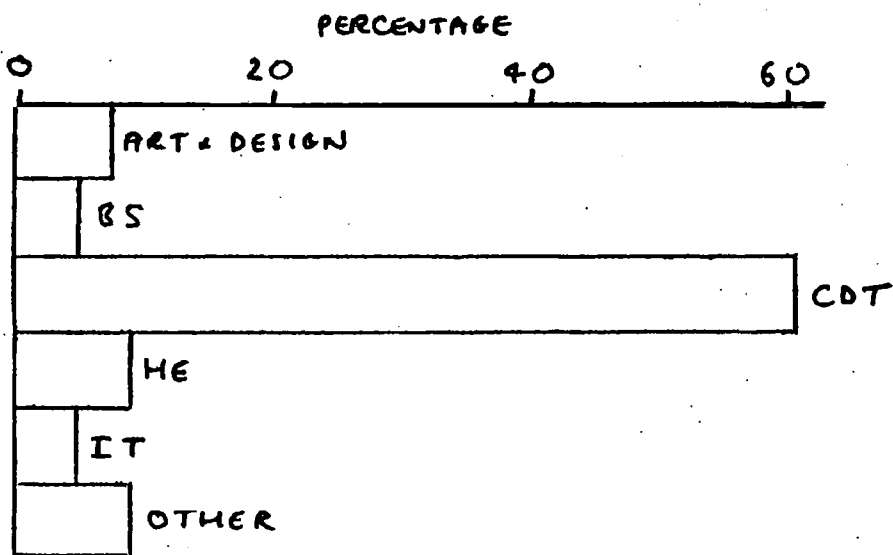 PERCENTAGE
0 20 40 60
ART & DESIGN
BS
CDT
HE
IT
OTHER